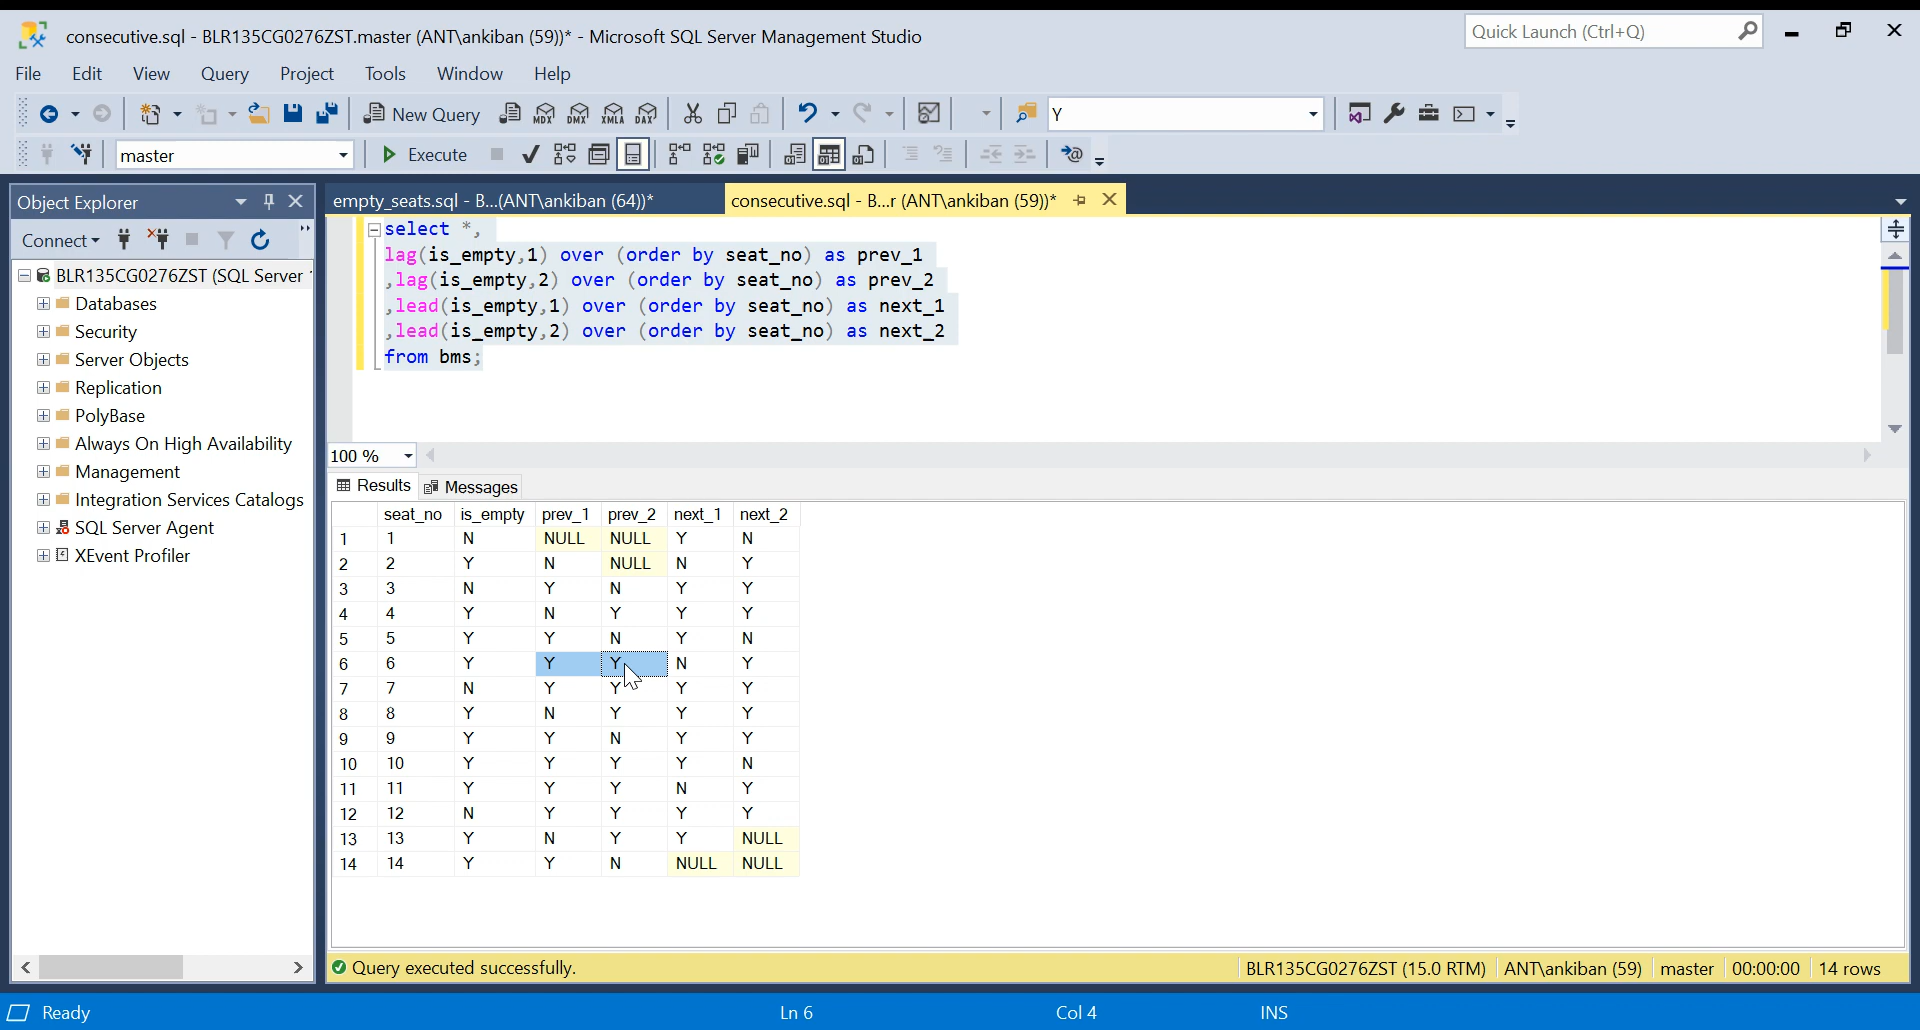 consecutive.sql - BLR135CG0276ZST.master (ANT\ankiban (59))* - Microsoft SQL Server Management Studio
Quick Launch (Ctrl+Q)
File Edit View Query Project Tools Window Help
New Query MDX DMX XMLA DAX Y
master Execute
Object Explorer
Connect
BLR135CG0276ZST (SQL Server
Databases
Security
Server Objects
Replication
PolyBase
Always On High Availability
Management
Integration Services Catalogs
SQL Server Agent
XEvent Profiler
empty_seats.sql - B...(ANT\ankiban (64))*
consecutive.sql - B...r (ANT\ankiban (59))*
select *,
lag(is_empty,1) over (order by seat_no) as prev_1
,lag(is_empty,2) over (order by seat_no) as prev_2
,lead(is_empty,1) over (order by seat_no) as next_1
,lead(is_empty,2) over (order by seat_no) as next_2
from bms;
100 %
Results Messages
seat_no is_empty prev_1 prev_2 next_1 next_2
1 1 N NULL NULL Y N
2 2 Y N NULL N Y
3 3 N Y N Y Y
4 4 Y N Y Y Y
5 5 Y Y N Y N
6 6 Y Y Y N Y
7 7 N Y Y Y Y
8 8 Y N Y Y Y
9 9 Y Y N Y Y
10 10 Y Y Y Y N
11 11 Y Y Y N Y
12 12 N Y Y Y Y
13 13 Y N Y Y NULL
14 14 Y Y N NULL NULL
Query executed successfully.
BLR135CG0276ZST (15.0 RTM) ANT\ankiban (59) master 00:00:00 14 rows
Ready Ln 6 Col 4 INS